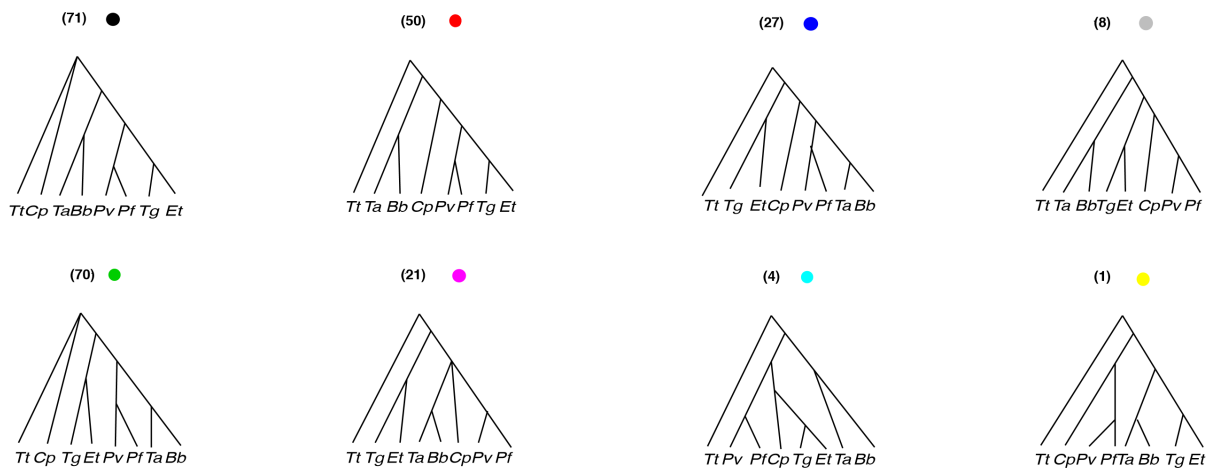 (71) (50) (27) (8)
Tt Cp Ta Bb Pv Pf Tg Et
Tt Ta Bb Cp Pv Pf Tg Et
Tt Tg Et Cp Pv Pf Ta Bb
Tt Ta Bb Tg Et Cp Pv Pf
(70) (21) (4) (1)
Tt Cp Tg Et Pv Pf Ta Bb
Tt Tg Et Ta Bb Cp Pv Pf
Tt Pv Pf Cp Tg Et Ta Bb
Tt Cp Pv Pf Ta Bb Tg Et